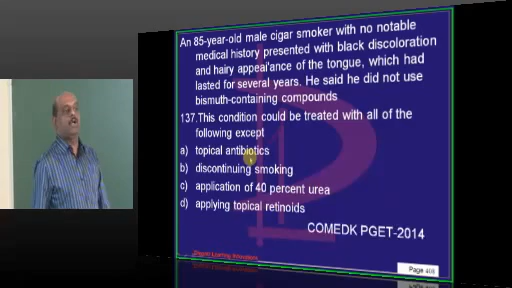 An 85-year-old male cigar smoker with no notable
medical history presented with black discoloration
and hairy appearance of the tongue, which had
lasted for several years. He said he did not use
bismuth-containing compounds
137.This condition could be treated with all of the
following except
a) topical antibiotics
b) discontinuing smoking
c) application of 40 percent urea
d) applying topical retinoids
COMEDK PGET-2014
Page 408